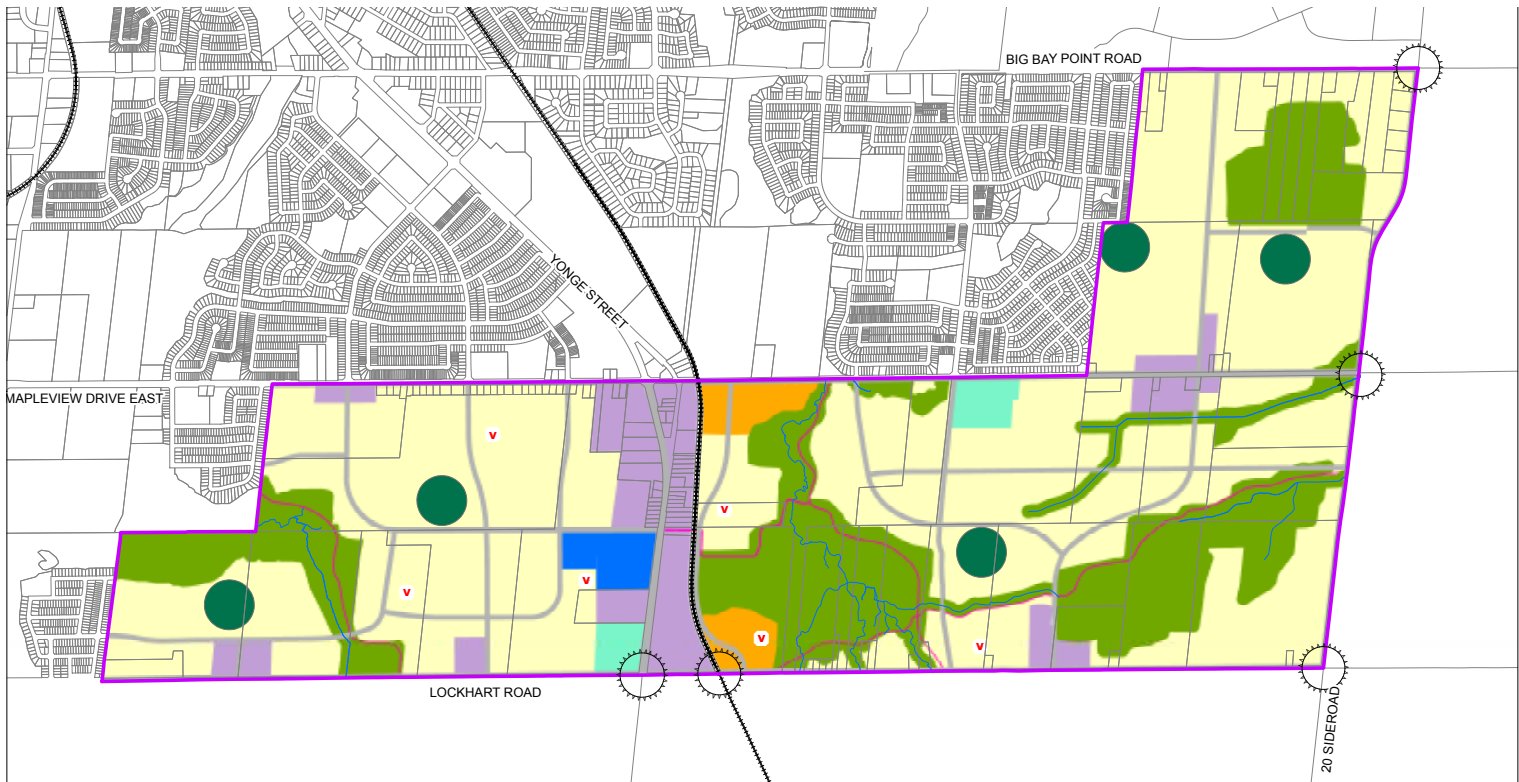 BIG BAY POINT ROAD
YONGE STREET
MAPLEVIEW DRIVE EAST
V
V
V
V
V
V
LOCKHART ROAD
20 SIDEROAD